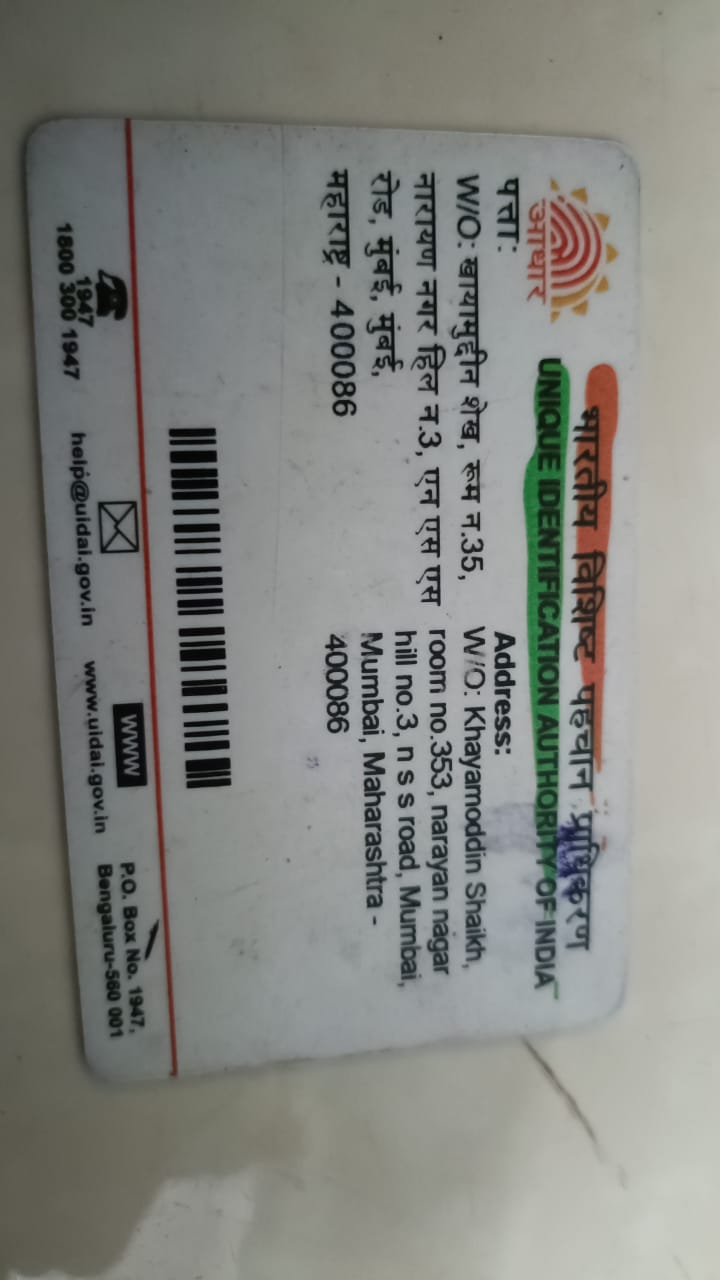 आधार
भारतीय विशिष्ट पहचान प्राधिकरण
UNIQUE IDENTIFICATION AUTHORITY OF INDIA
पत्ता:
W/O: खायामुद्दीन शेख, रूम न.35,
नारायण नगर हिल न.3, एन एस एस
रोड, मुंबई, मुंबई,
महाराष्ट्र - 400086
Address:
W/O: Khayamoddin Shaikh,
room no.353, narayan nagar
hill no.3, n s s road, Mumbai,
Mumbai, Maharashtra -
400086
1947
1800 300 1947
help@uidai.gov.in
WWW
www.uidai.gov.in
P.O. Box No. 1947,
Bengaluru-560 001